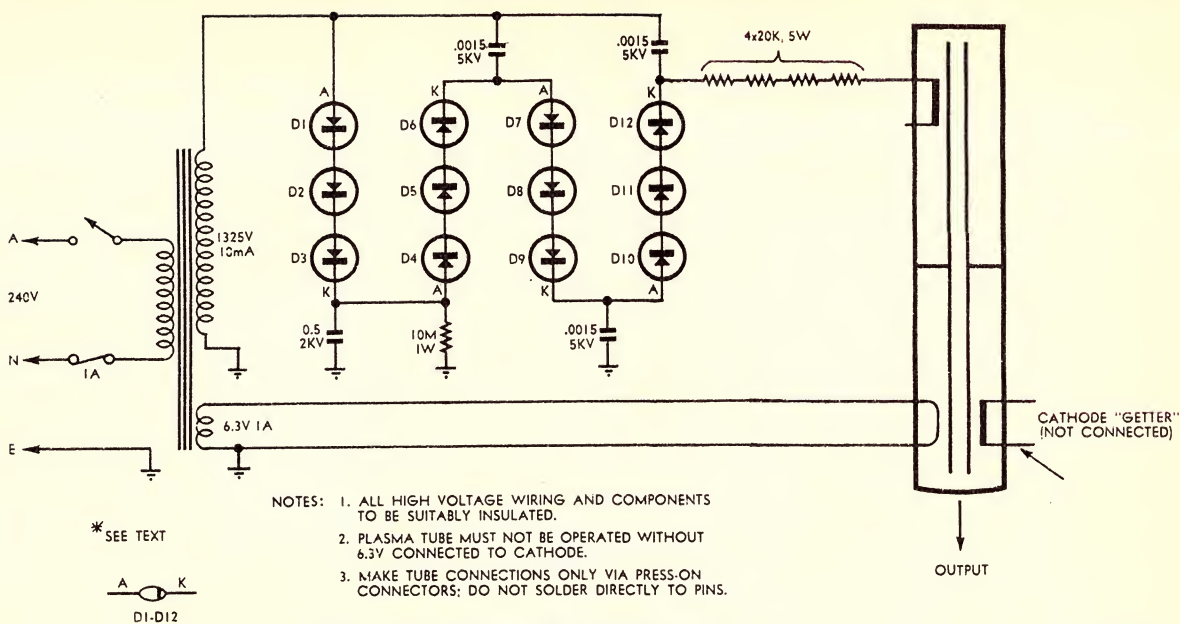 .0015
5KV
.0015
5KV
4x20K, 5W
A
K
A
K
D1
D6
D7
D12
D2
D5
D8
D11
D3
D4
D9
D10
K
A
K
A
1325V
10mA
A
240V
N
1A
E
0.5
2KV
10M
1W
.0015
5KV
6.3V 1A
CATHODE "GETTER"
(NOT CONNECTED)
NOTES: 1. ALL HIGH VOLTAGE WIRING AND COMPONENTS
TO BE SUITABLY INSULATED.
2. PLASMA TUBE MUST NOT BE OPERATED WITHOUT
6.3V CONNECTED TO CATHODE.
3. MAKE TUBE CONNECTIONS ONLY VIA PRESS-ON
CONNECTORS; DO NOT SOLDER DIRECTLY TO PINS.
*SEE TEXT
A K
D1-D12
OUTPUT